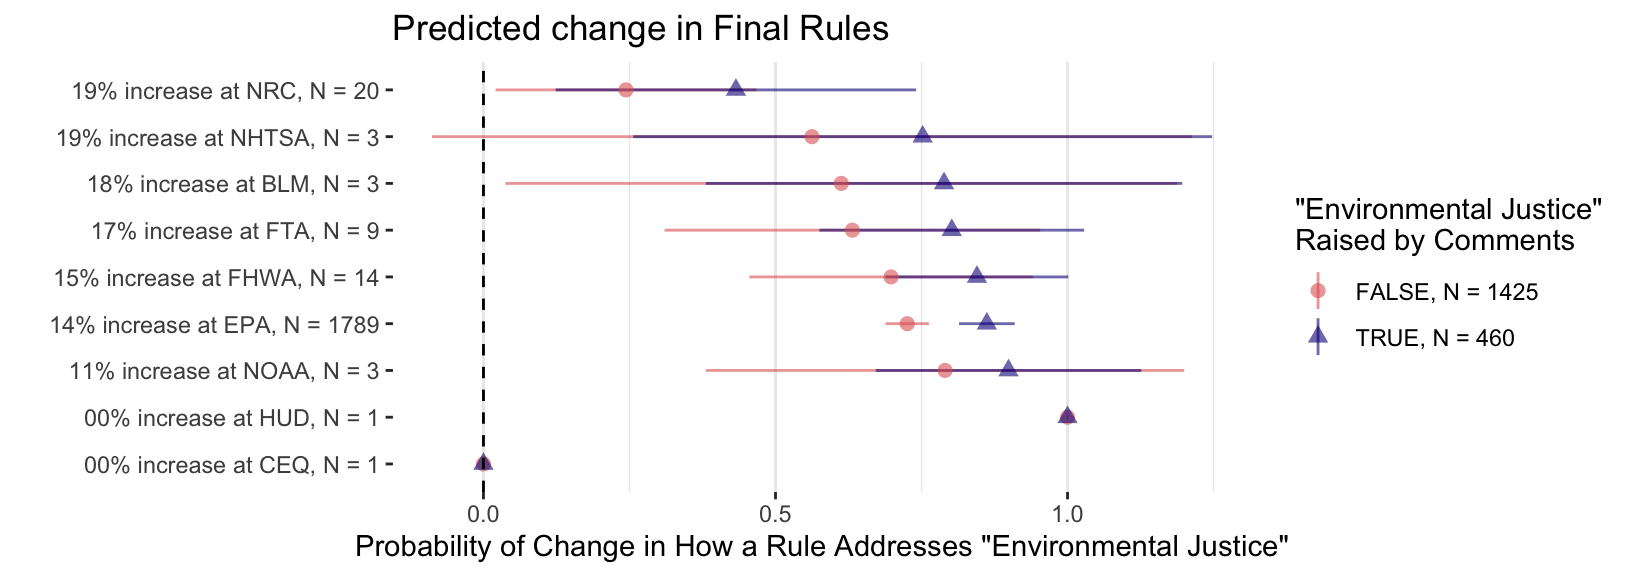 Predicted change in Final Rules
19% increase at NRC, N = 20
19% increase at NHTSA, N = 3
18% increase at BLM, N = 3
17% increase at FTA, N = 9
15% increase at FHWA, N = 14
14% increase at EPA, N = 1789
11% increase at NOAA, N = 3
00% increase at HUD, N = 1
00% increase at CEQ, N = 1
0.0 0.5 1.0
Probability of Change in How a Rule Addresses "Environmental Justice"
"Environmental Justice"
Raised by Comments
FALSE, N = 1425
TRUE, N = 460